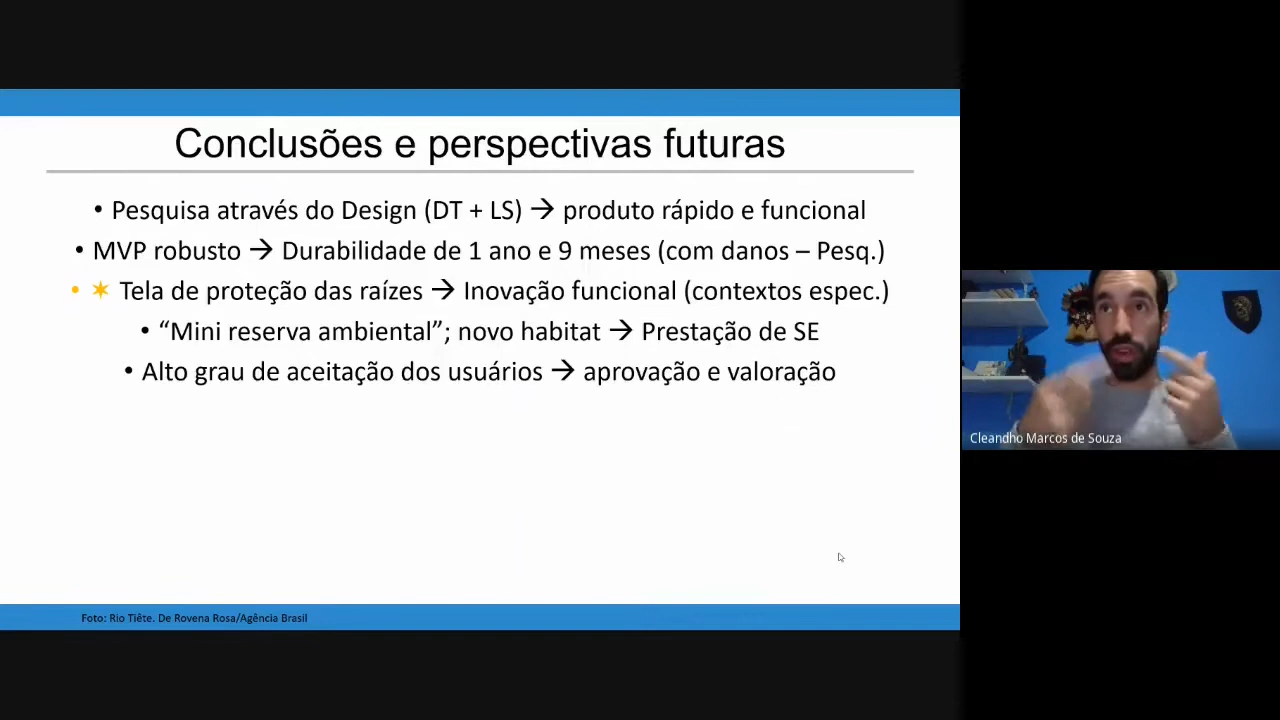 Conclusões e perspectivas futuras
• Pesquisa através do Design (DT + LS) → produto rápido e funcional
• MVP robusto → Durabilidade de 1 ano e 9 meses (com danos – Pesq.)
• ✶ Tela de proteção das raízes → Inovação funcional (contextos espec.)
• “Mini reserva ambiental”; novo habitat → Prestação de SE
• Alto grau de aceitação dos usuários → aprovação e valoração
Cleandho Marcos de Souza
Foto: Rio Tiête. De Rovena Rosa/Agência Brasil